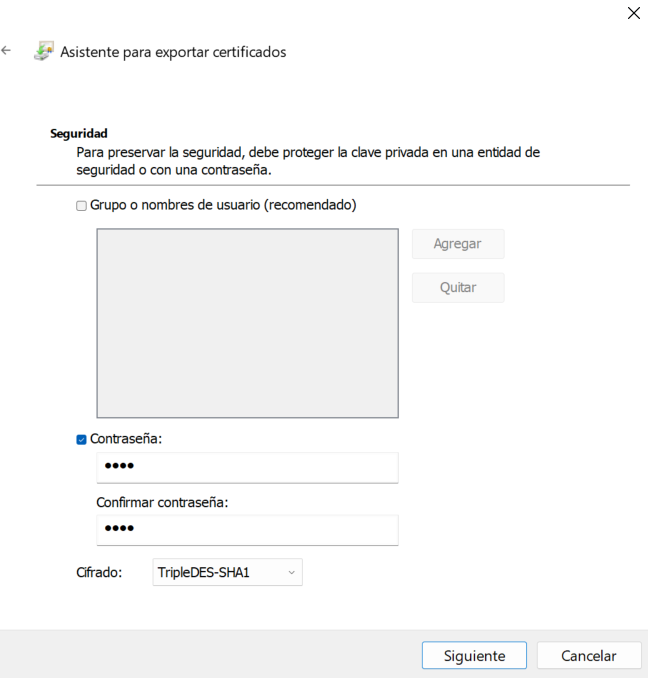 Asistente para exportar certificados
Seguridad
Para preservar la seguridad, debe proteger la clave privada en una entidad de
seguridad o con una contraseña.
Grupo o nombres de usuario (recomendado)
Agregar
Quitar
Contraseña:
••••
Confirmar contraseña:
••••
Cifrado: TripleDES-SHA1
Siguiente Cancelar